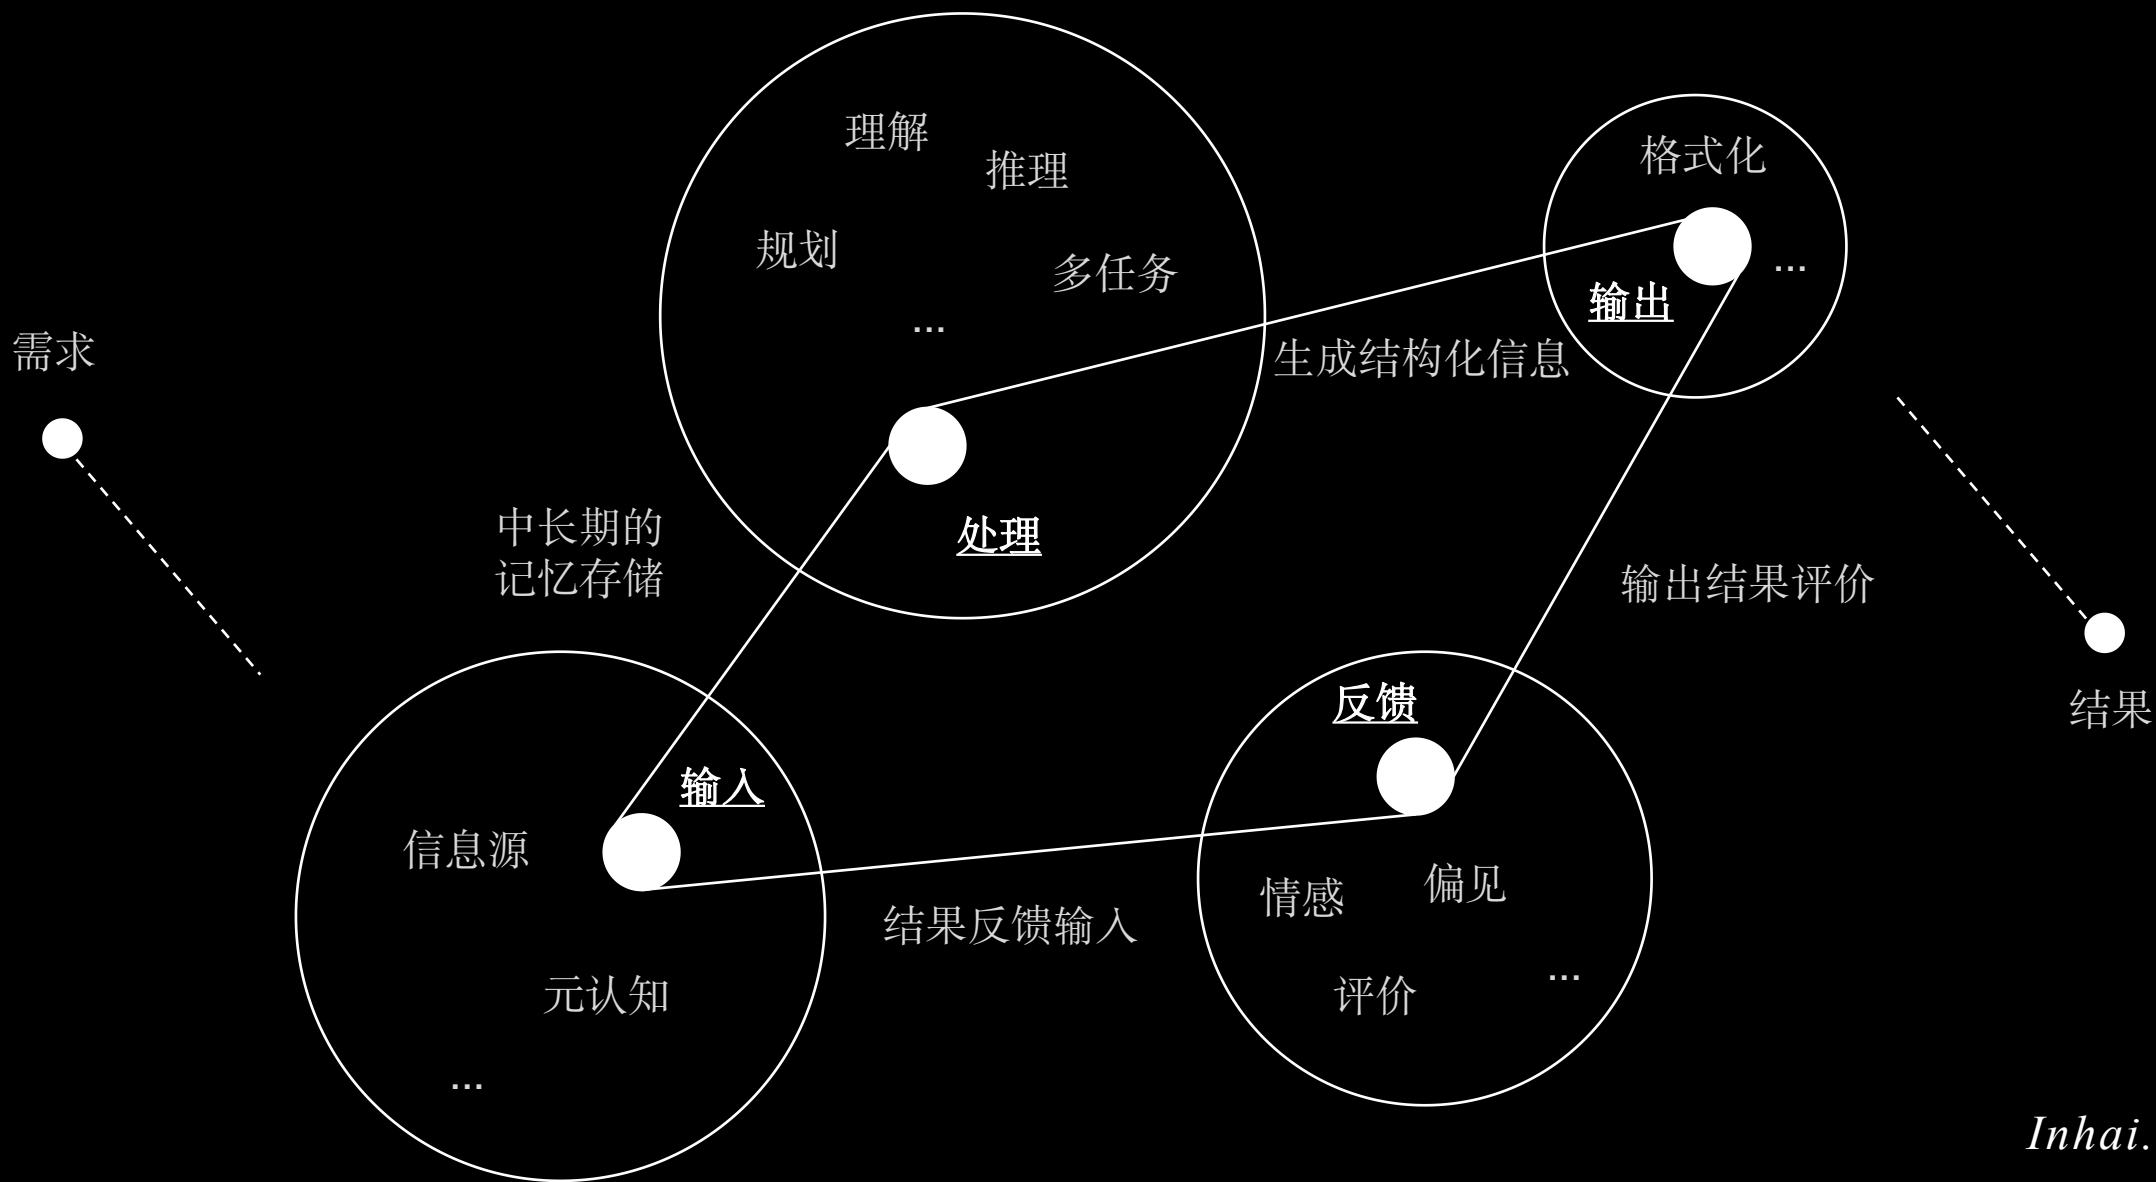 理解
推理
规划
多任务
...
处理
格式化
...
输出
生成结构化信息
需求
中长期的
记忆存储
输出结果评价
结果
输入
信息源
元认知
...
反馈
情感
偏见
评价
...
结果反馈输入
Inhai.